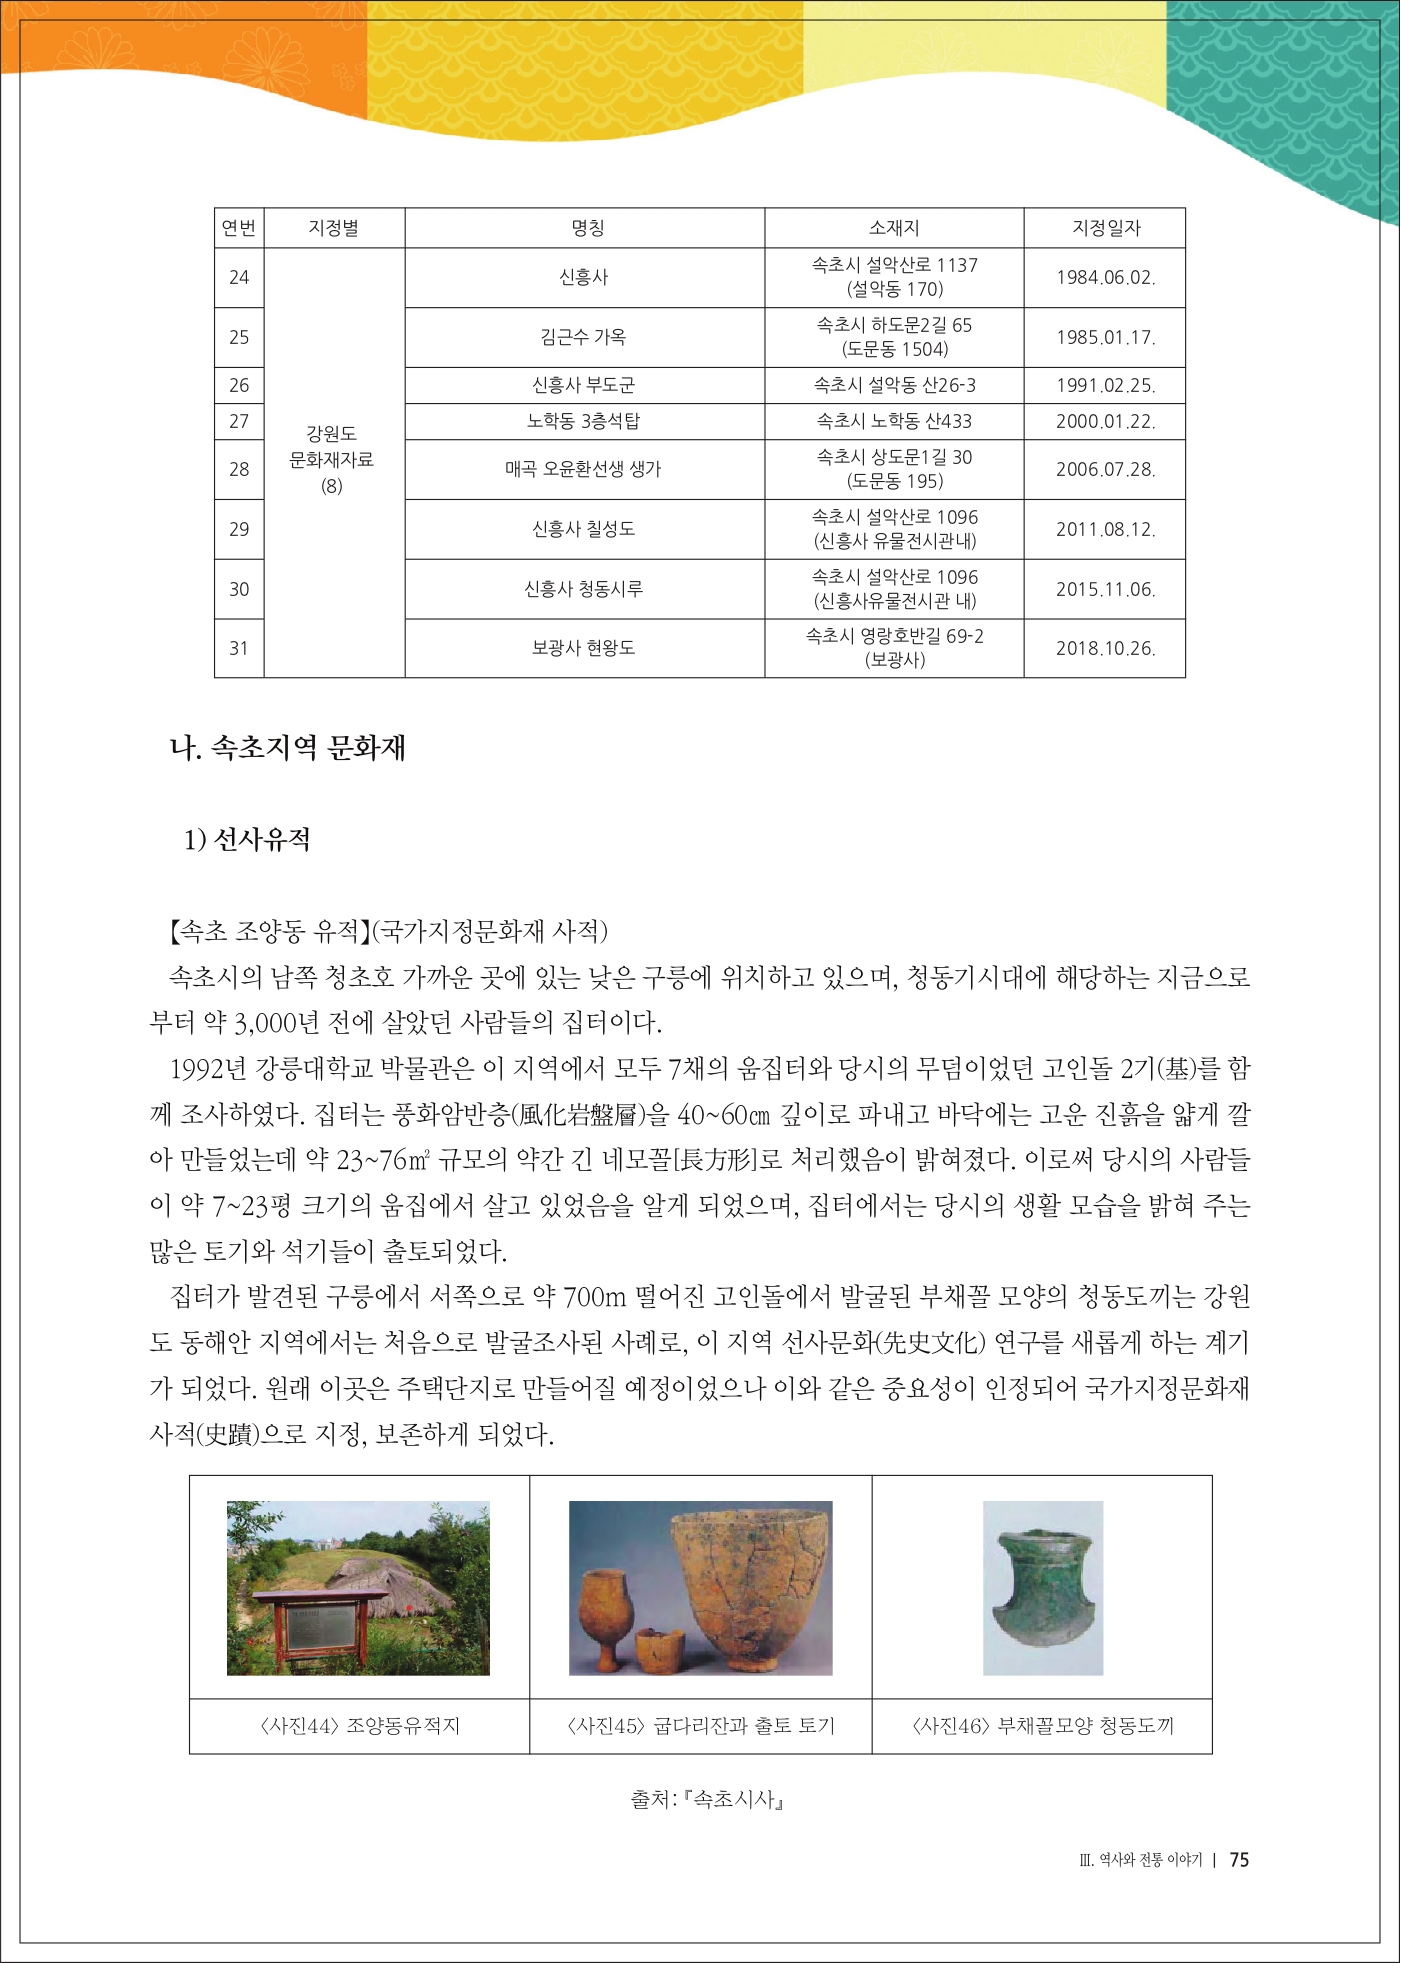 연번 지정별 명칭 소재지 지정일자
24 신흥사 속초시 설악산로 1137 (설악동 170) 1984.06.02.
25 김근수 가옥 속초시 하도문2길 65 (도문동 1504) 1985.01.17.
26 신흥사 부도군 속초시 설악동 산26-3 1991.02.25.
27 노학동 3층석탑 속초시 노학동 산433 2000.01.22.
강원도
문화재자료
(8)
28 매곡 오윤환선생 생가 속초시 상도문1길 30 (도문동 195) 2006.07.28.
29 신흥사 칠성도 속초시 설악산로 1096 (신흥사 유물전시관내) 2011.08.12.
30 신흥사 청동시루 속초시 설악산로 1096 (신흥사유물전시관 내) 2015.11.06.
31 보광사 현왕도 속초시 영랑호반길 69-2 (보광사) 2018.10.26.
나. 속초지역 문화재
1) 선사유적
【속초 조양동 유적】(국가지정문화재 사적)
속초시의 남쪽 청초호 가까운 곳에 있는 낮은 구릉에 위치하고 있으며, 청동기시대에 해당하는 지금으로
부터 약 3,000년 전에 살았던 사람들의 집터이다.
1992년 강릉대학교 박물관은 이 지역에서 모두 7채의 움집터와 당시의 무덤이었던 고인돌 2기(基)를 함
께 조사하였다. 집터는 풍화암반층(風化岩盤層)을 40~60㎝ 깊이로 파내고 바닥에는 고운 진흙을 얇게 깔
아 만들었는데 약 23~76㎡ 규모의 약간 긴 네모꼴[長方形]로 처리했음이 밝혀졌다. 이로써 당시의 사람들
이 약 7~23평 크기의 움집에서 살고 있었음을 알게 되었으며, 집터에서는 당시의 생활 모습을 밝혀 주는
많은 토기와 석기들이 출토되었다.
집터가 발견된 구릉에서 서쪽으로 약 700m 떨어진 고인돌에서 발굴된 부채꼴 모양의 청동도끼는 강원
도 동해안 지역에서는 처음으로 발굴조사된 사례로, 이 지역 선사문화(先史文化) 연구를 새롭게 하는 계기
가 되었다. 원래 이곳은 주택단지로 만들어질 예정이었으나 이와 같은 중요성이 인정되어 국가지정문화재
사적(史蹟)으로 지정, 보존하게 되었다.
〈사진44〉 조양동유적지 〈사진45〉 굽다리잔과 출토 토기 〈사진46〉 부채꼴모양 청동도끼
출처: 『속초시사』
Ⅲ. 역사와 전통 이야기 | 75